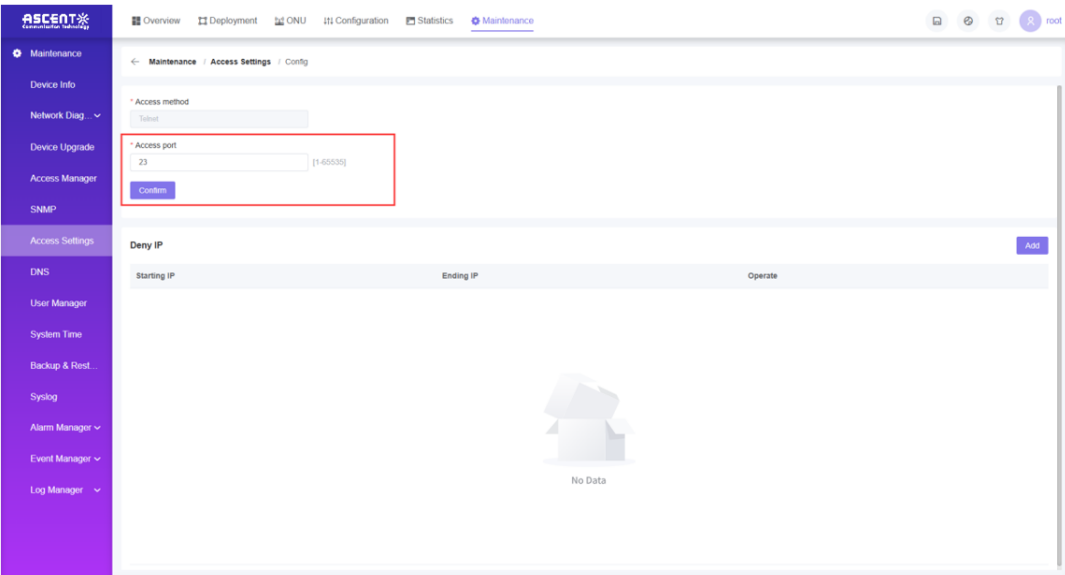 ASCENT
Communication Technology
Overview Deployment ONU Configuration Statistics Maintenance root
Maintenance
Device Info
Network Diag...
Device Upgrade
Access Manager
SNMP
Access Settings
DNS
User Manager
System Time
Backup & Rest...
Syslog
Alarm Manager
Event Manager
Log Manager
← Maintenance / Access Settings / Config
* Access method
Telnet
* Access port
23 [1-65535]
Confirm
Deny IP Add
Starting IP Ending IP Operate
No Data